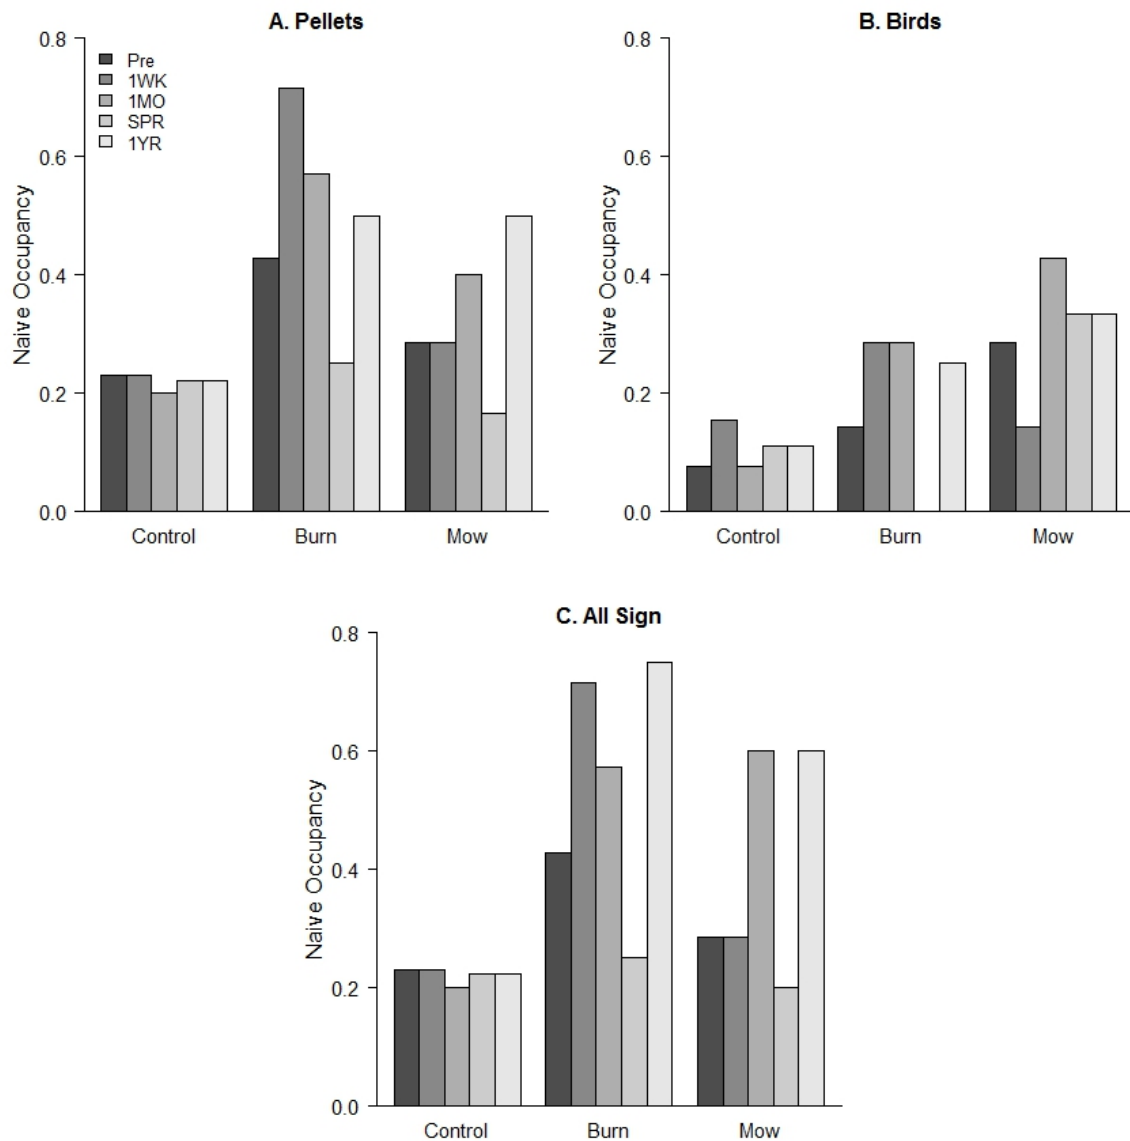 A. Pellets
0.8
0.6
0.4
0.2
0.0
Naive Occupancy
Pre
1WK
1MO
SPR
1YR
Control Burn Mow
B. Birds
0.8
0.6
0.4
0.2
0.0
Naive Occupancy
Control Burn Mow
C. All Sign
0.8
0.6
0.4
0.2
0.0
Naive Occupancy
Control Burn Mow